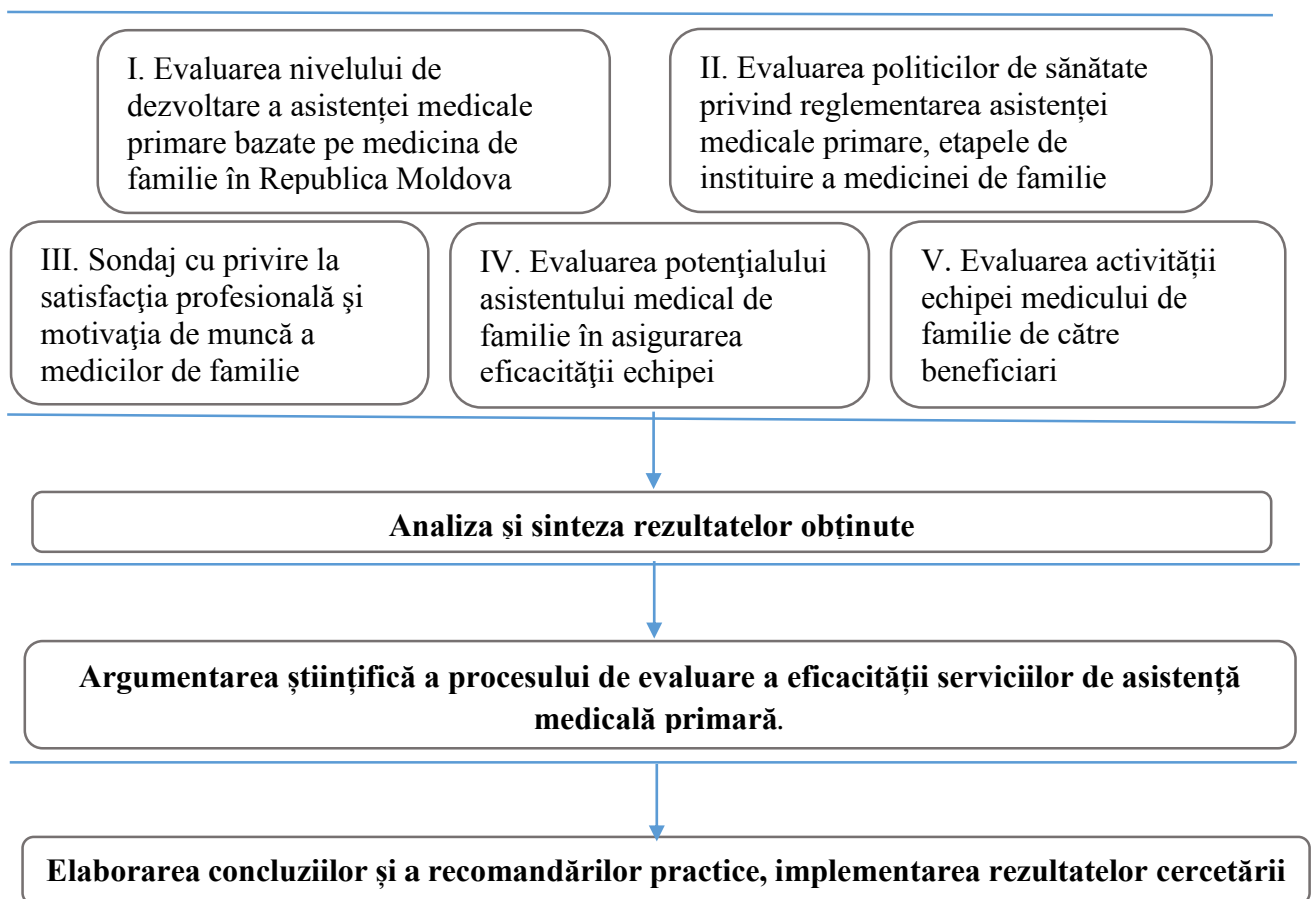 I. Evaluarea nivelului de
dezvoltare a asistenței medicale
primare bazate pe medicina de
familie în Republica Moldova
II. Evaluarea politicilor de sănătate
privind reglementarea asistenței
medicale primare, etapele de
instituire a medicinei de familie
III. Sondaj cu privire la
satisfacţia profesională şi
motivaţia de muncă a
medicilor de familie
IV. Evaluarea potenţialului
asistentului medical de
familie în asigurarea
eficacităţii echipei
V. Evaluarea activității
echipei medicului de
familie de către
beneficiari
Analiza și sinteza rezultatelor obținute
Argumentarea științifică a procesului de evaluare a eficacității serviciilor de asistență
medicală primară.
Elaborarea concluziilor și a recomandărilor practice, implementarea rezultatelor cercetării